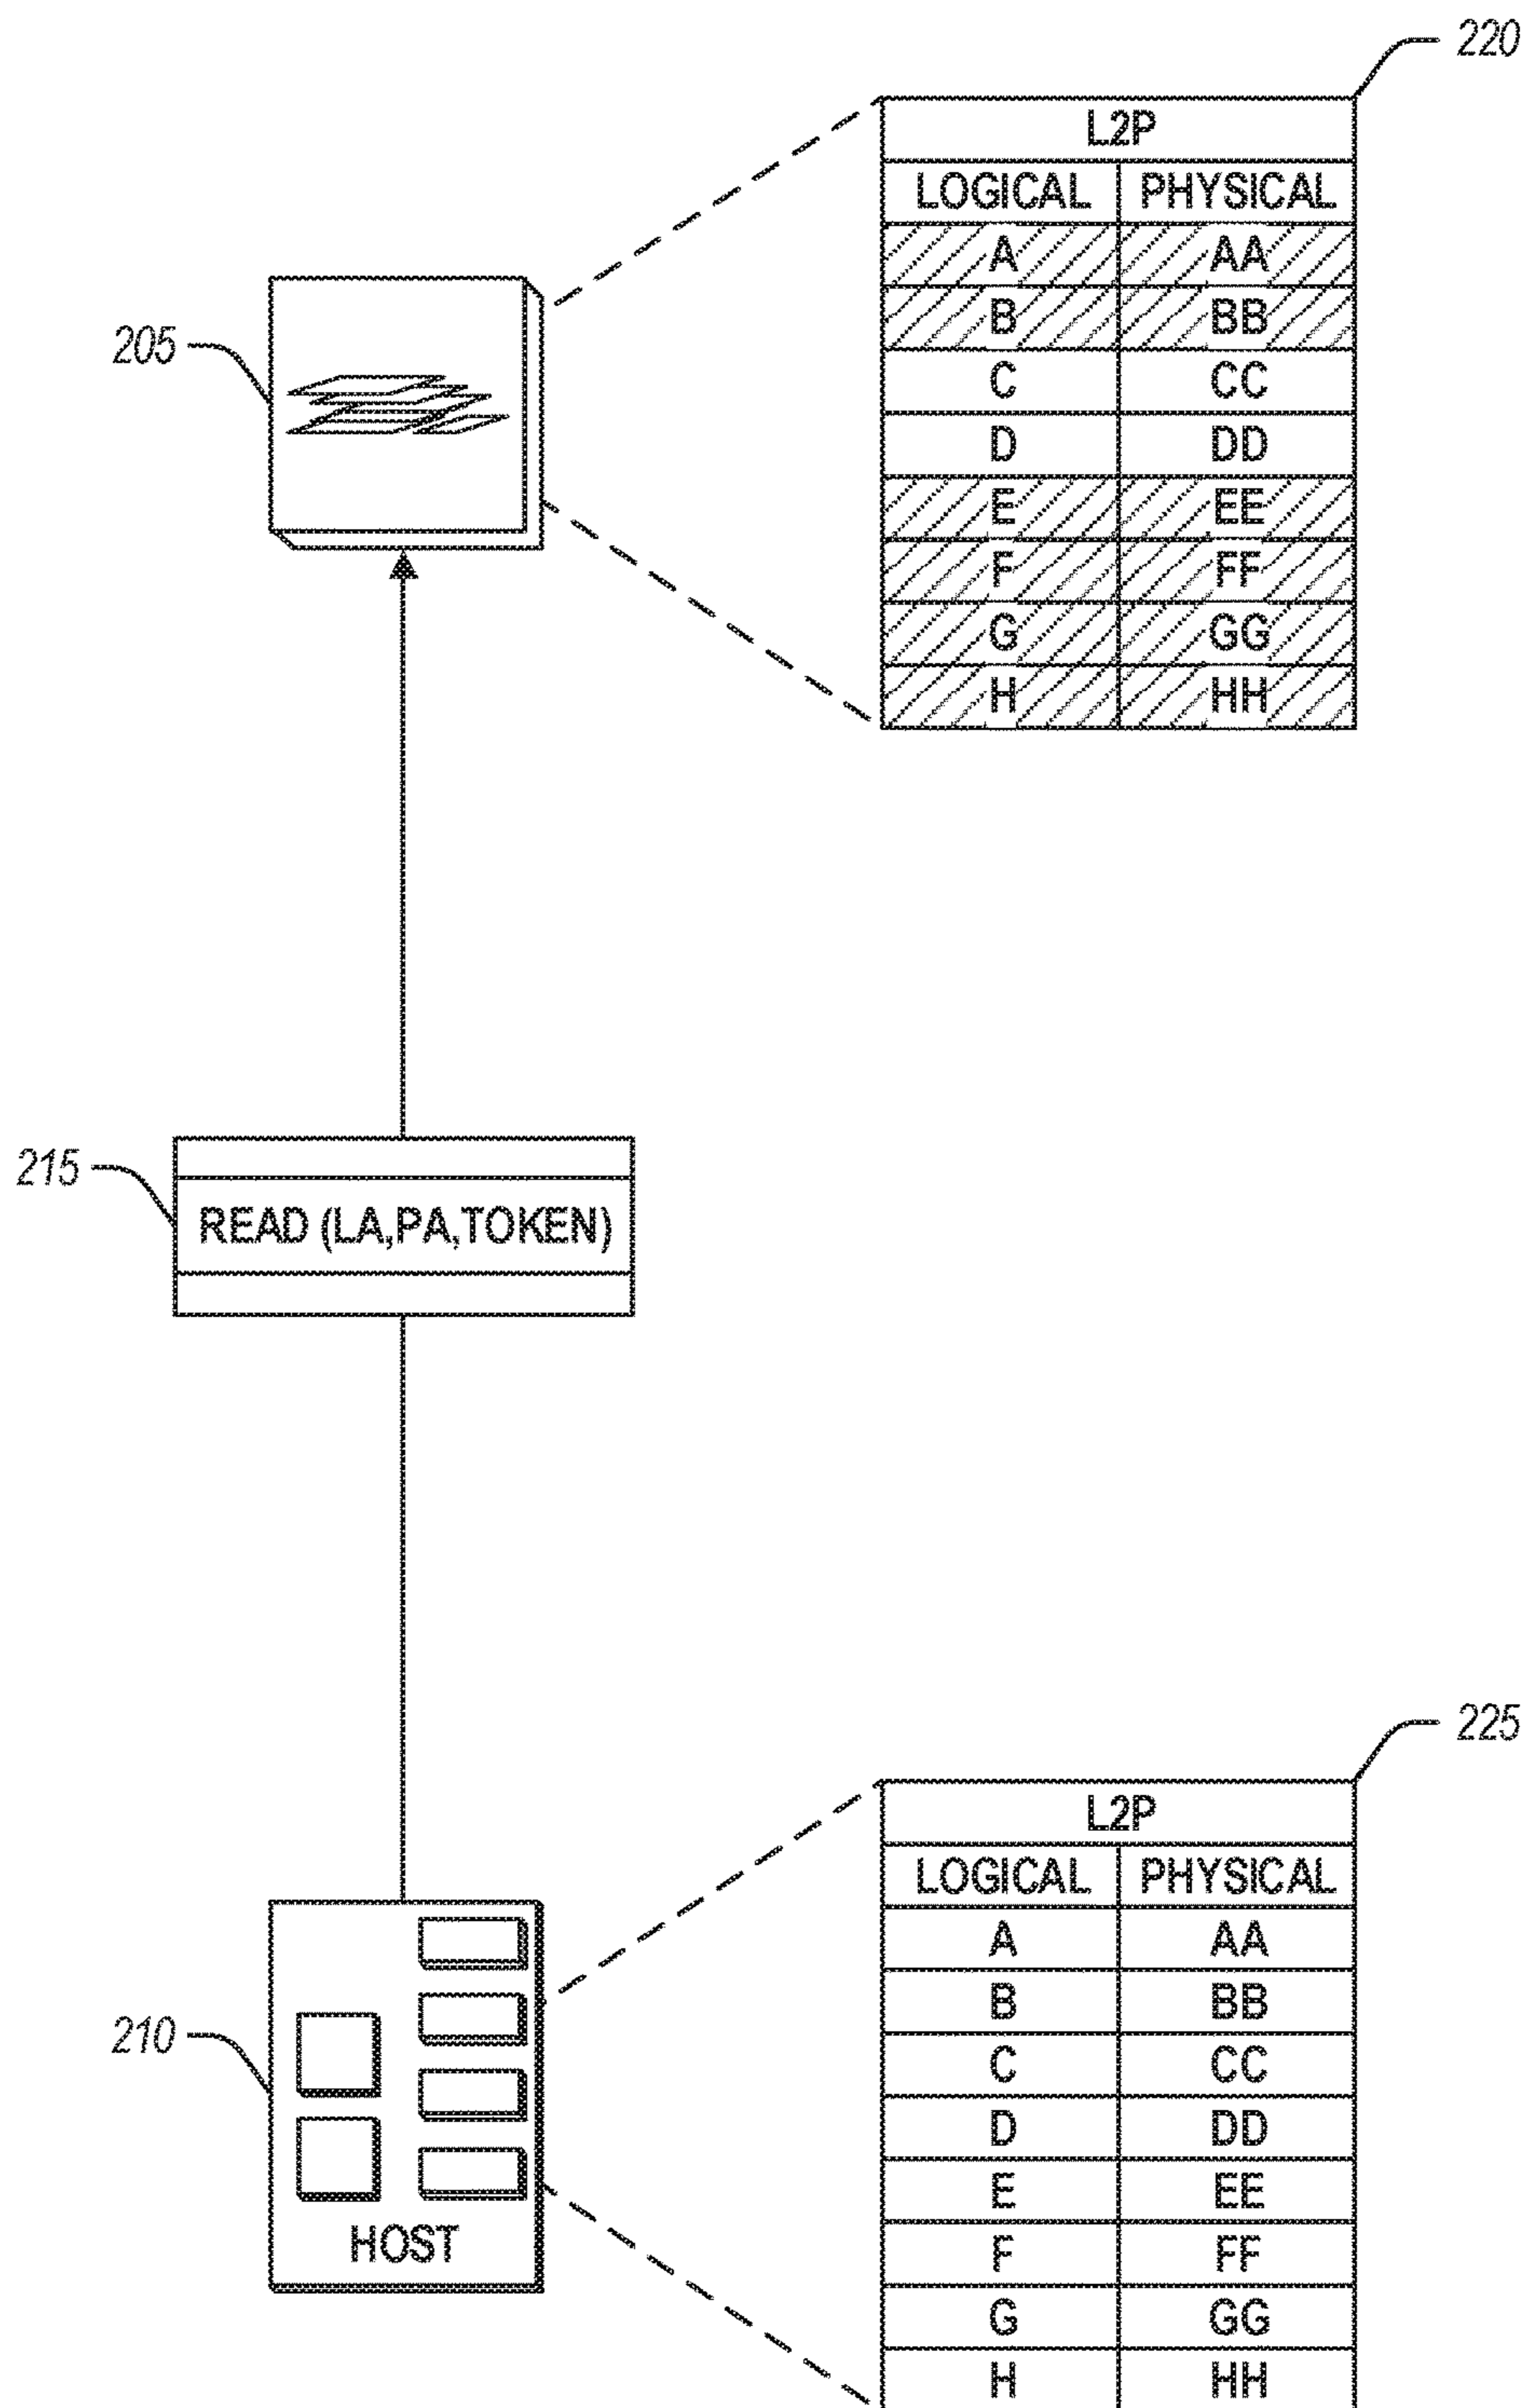 220
L2P
LOGICAL PHYSICAL
A AA
B BB
C CC
D DD
E EE
F FF
G GG
H HH
205
215
READ (LA,PA,TOKEN)
225
L2P
LOGICAL PHYSICAL
A AA
B BB
C CC
D DD
E EE
F FF
G GG
H HH
210
HOST